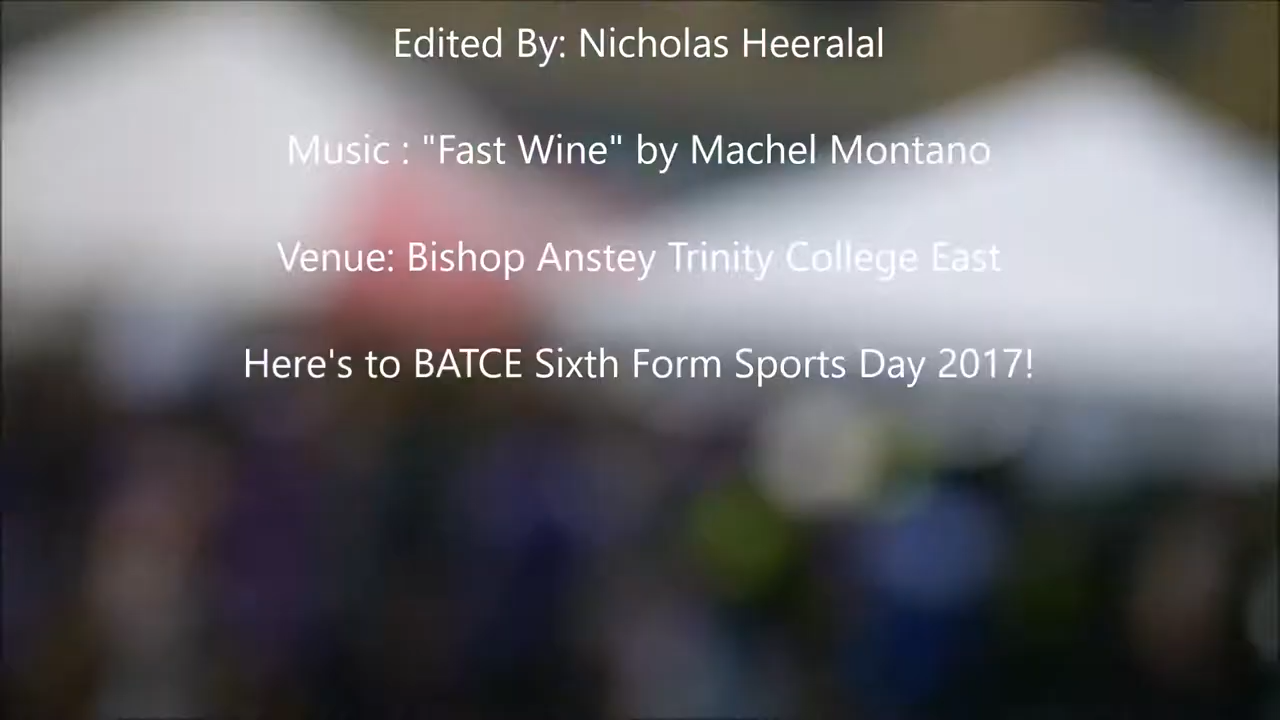 Edited By: Nicholas Heeralal
Music : "Fast Wine" by Machel Montano
Venue: Bishop Anstey Trinity College East
Here's to BATCE Sixth Form Sports Day 2017!